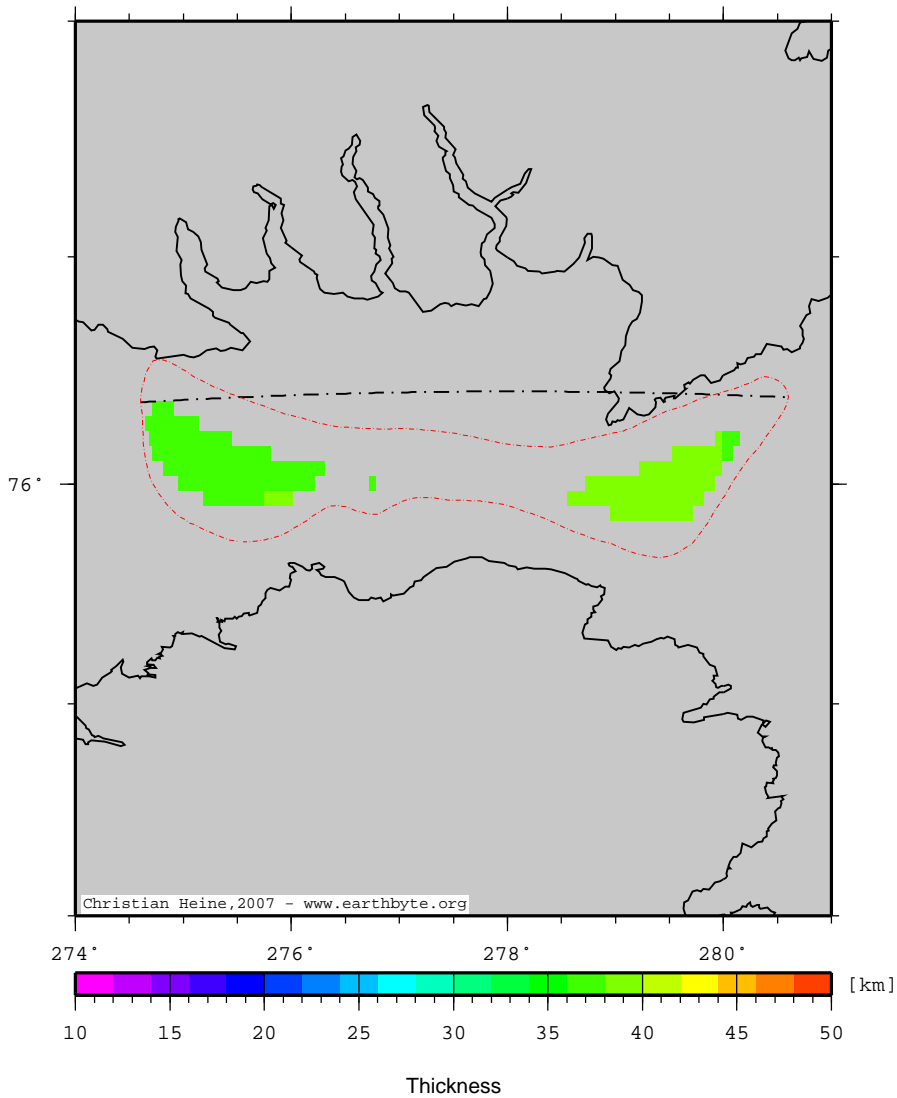 76°
Christian Heine,2007 - www.earthbyte.org
274° 276° 278° 280°
[km]
10 15 20 25 30 35 40 45 50
Thickness